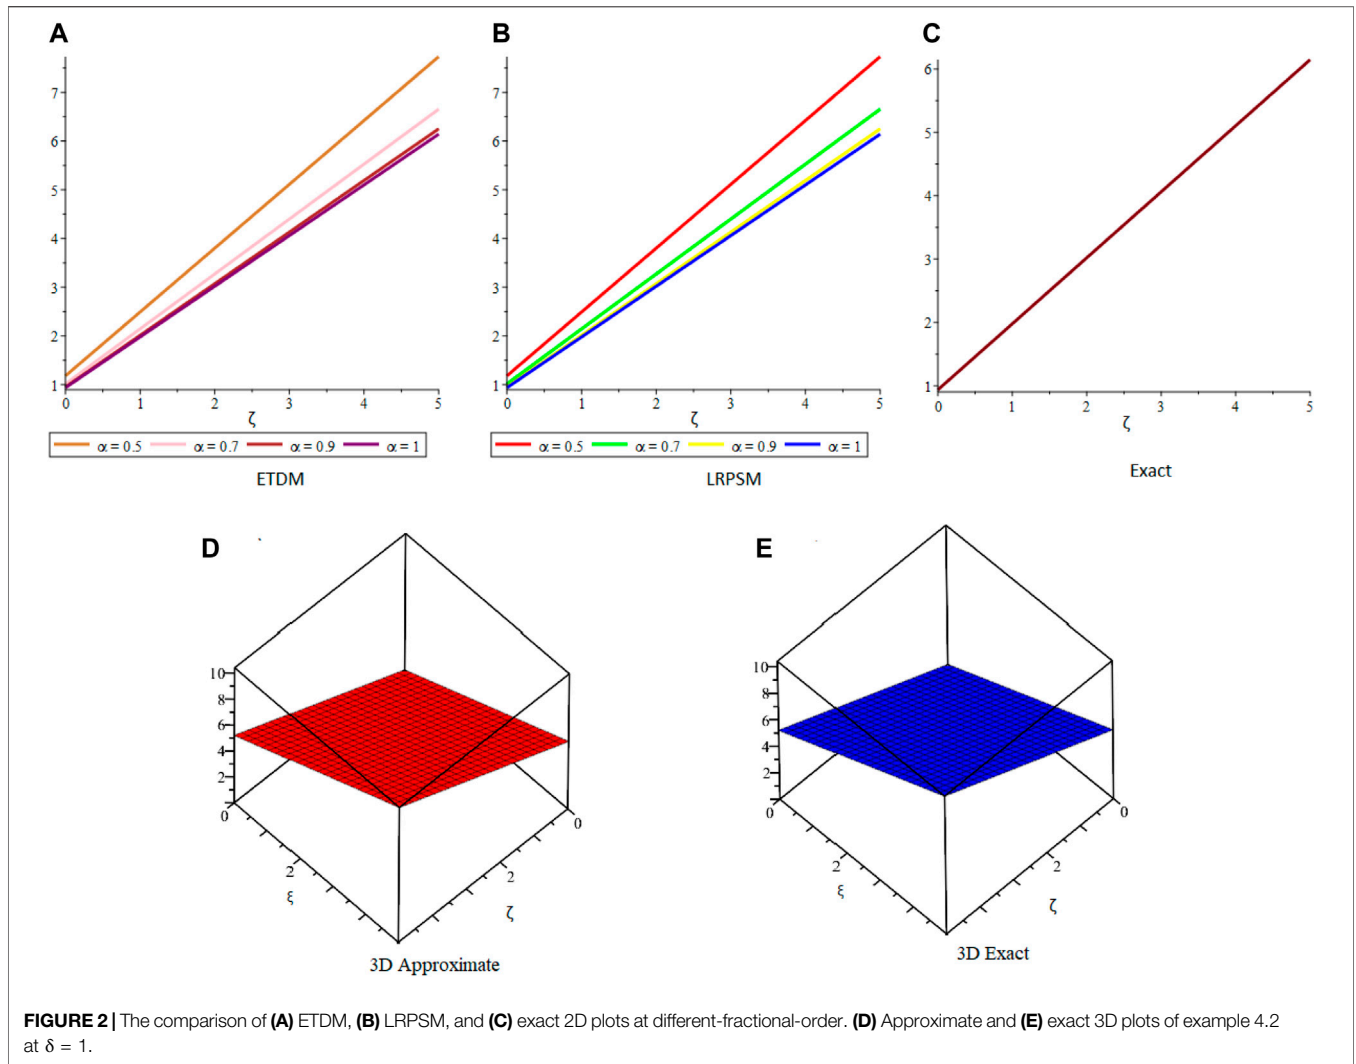 A
B
C
7
6
5
4
3
2
1
0 1 2 3 4 5
ζ
α = 0.5 α = 0.7 α = 0.9 α = 1
ETDM
7
6
5
4
3
2
1
0 1 2 3 4 5
ζ
α = 0.5 α = 0.7 α = 0.9 α = 1
LRPSM
6
5
4
3
2
1
0 1 2 3 4 5
ζ
Exact
D
10
8
6
4
2
0
2
ξ
2
0
ζ
3D Approximate
E
10
8
6
4
2
0
2
ξ
2
0
ζ
3D Exact
FIGURE 2 | The comparison of (A) ETDM, (B) LRPSM, and (C) exact 2D plots at different-fractional-order. (D) Approximate and (E) exact 3D plots of example 4.2
at δ = 1.